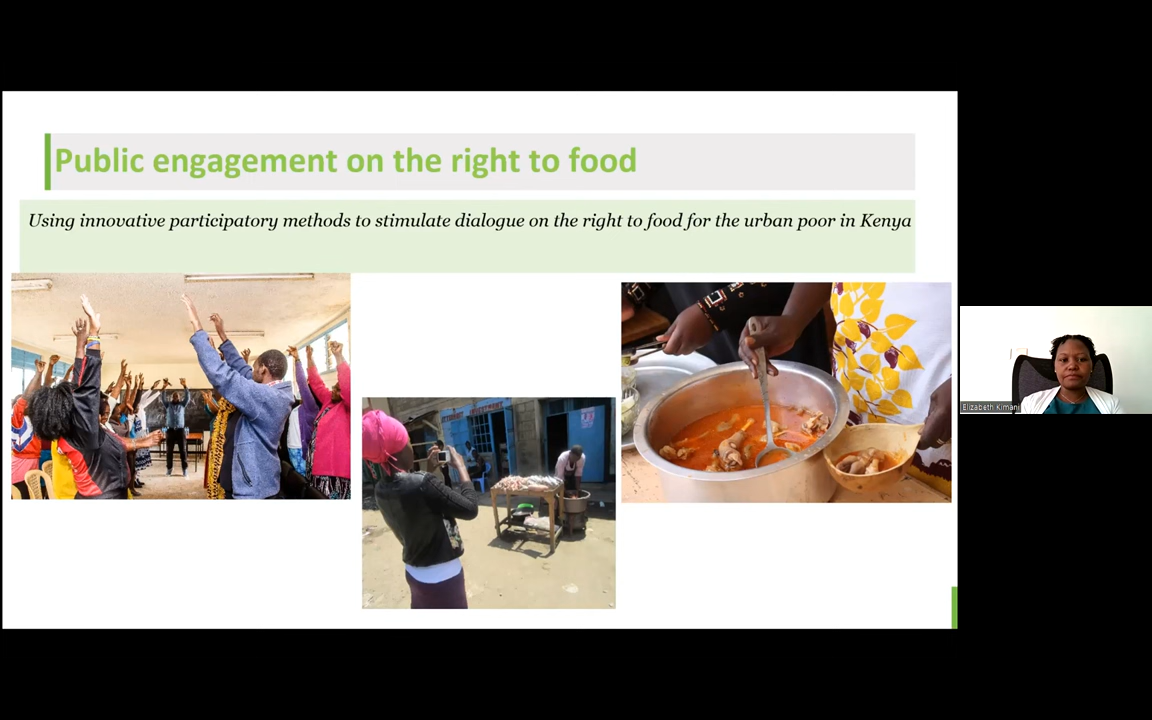 Public engagement on the right to food
Using innovative participatory methods to stimulate dialogue on the right to food for the urban poor in Kenya
Elizabeth Kimani